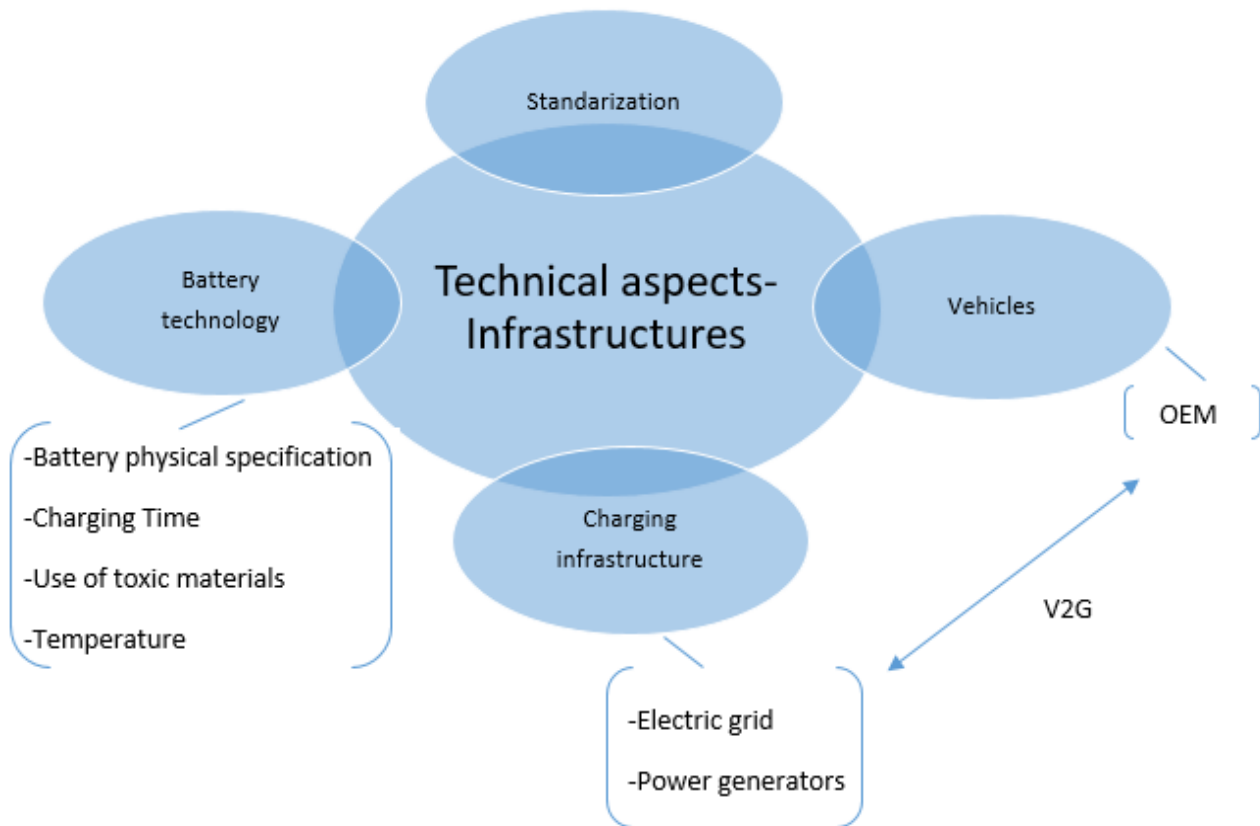 Standarization
Technical aspects-
Infrastructures
Battery
technology
Vehicles
-Battery physical specification
-Charging Time
-Use of toxic materials
-Temperature
Charging
infrastructure
OEM
V2G
-Electric grid
-Power generators